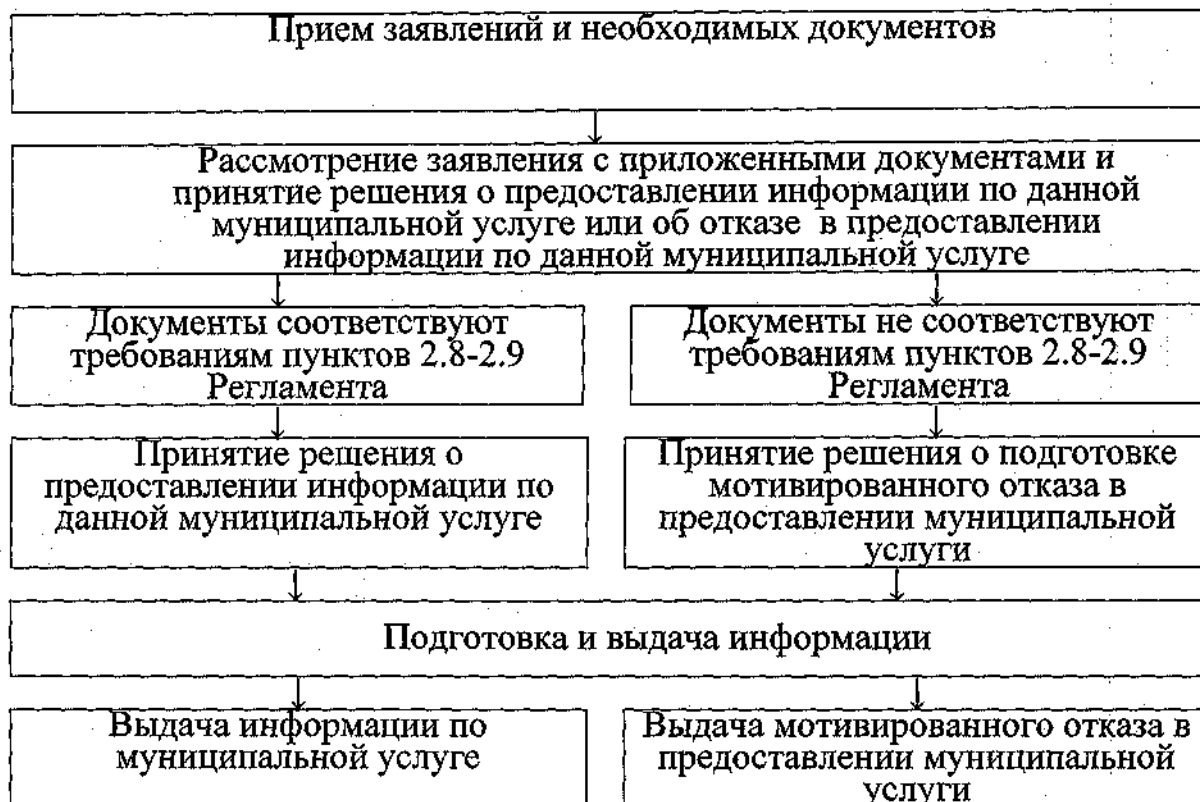 Прием заявлений и необходимых документов
Рассмотрение заявления с приложенными документами и
принятие решения о предоставлении информации по данной
муниципальной услуге или об отказе в предоставлении
информации по данной муниципальной услуге
Документы соответствуют
требованиям пунктов 2.8-2.9
Регламента
Документы не соответствуют
требованиям пунктов 2.8-2.9
Регламента
Принятие решения о
предоставлении информации по
данной муниципальной услуге
Принятие решения о подготовке
мотивированного отказа в
предоставлении муниципальной
услуги
Подготовка и выдача информации
Выдача информации по
муниципальной услуге
Выдача мотивированного отказа в
предоставлении муниципальной
услуги